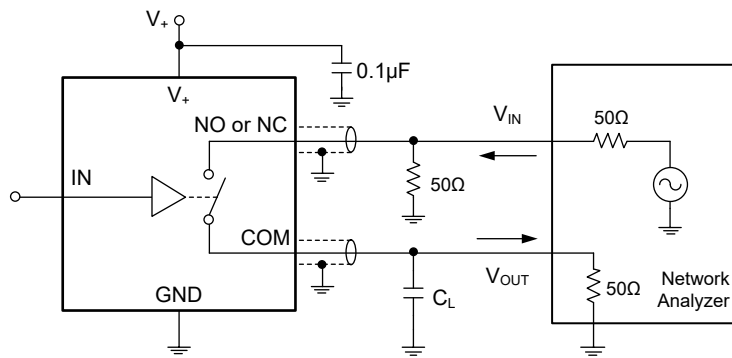 V+
0.1µF
V+
NO or NC
VIN
50Ω
50Ω
IN
COM
VOUT
CL
50Ω
Network
Analyzer
GND